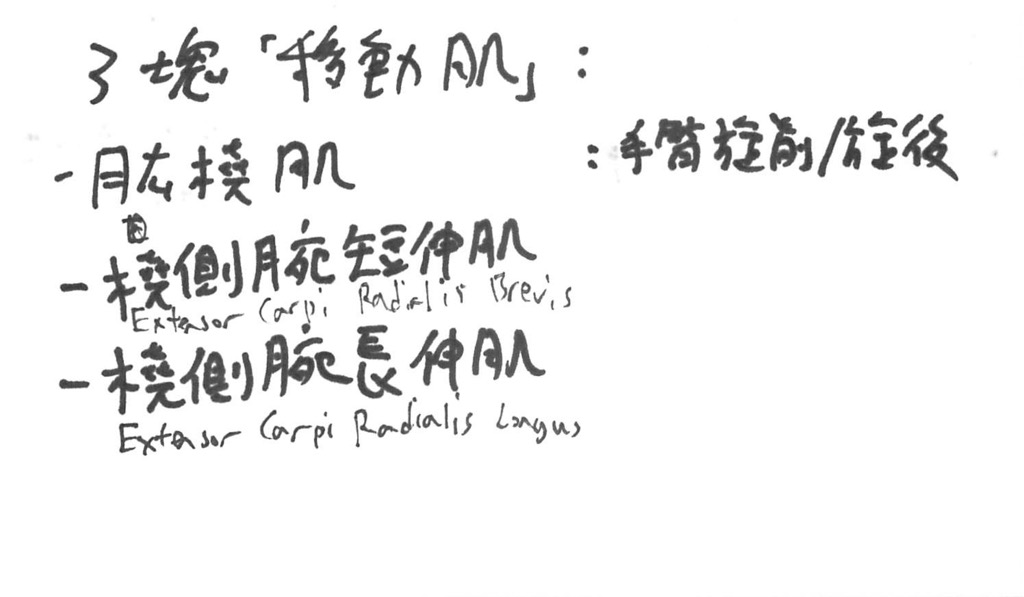 3塊「移動肌」:
- 肱橈肌 : 手臂旋前/旋後
- 橈側腕短伸肌
Extensor Carpi Radialis Brevis
- 橈側腕長伸肌
Extensor Carpi Radialis Longus